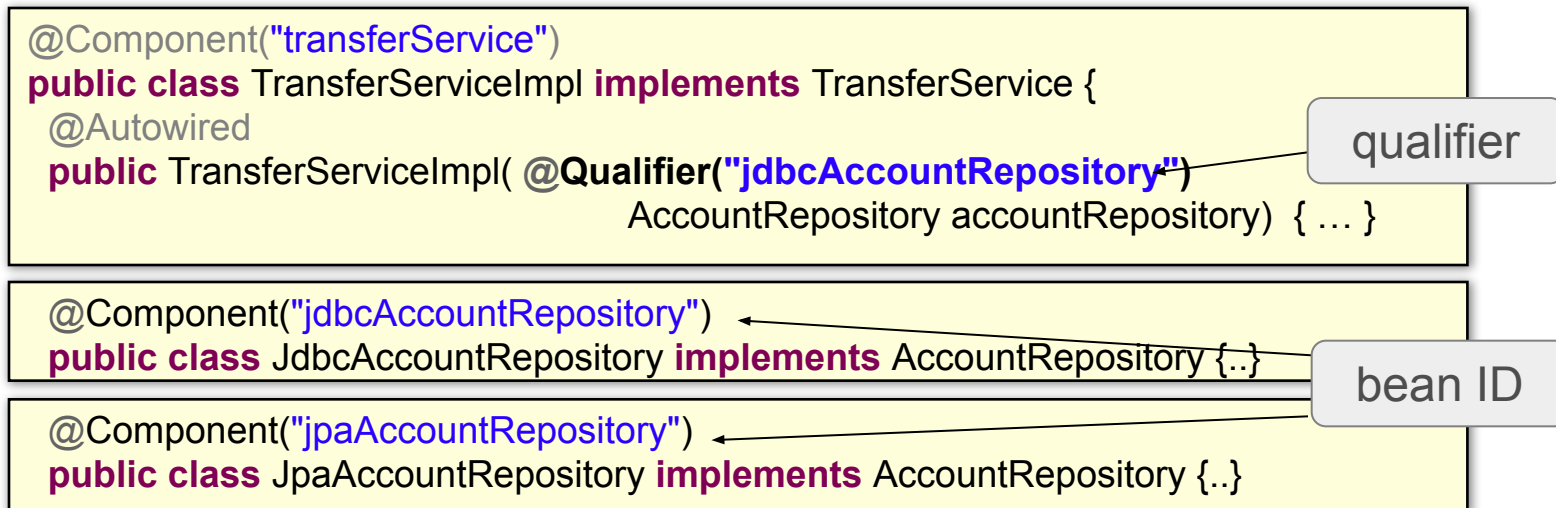 @Component("transferService")
public class TransferServiceImpl implements TransferService {
@Autowired
public TransferServiceImpl( @Qualifier("jdbcAccountRepository")
AccountRepository accountRepository) { … }
qualifier
@Component("jdbcAccountRepository")
public class JdbcAccountRepository implements AccountRepository {..}
bean ID
@Component("jpaAccountRepository")
public class JpaAccountRepository implements AccountRepository {..}